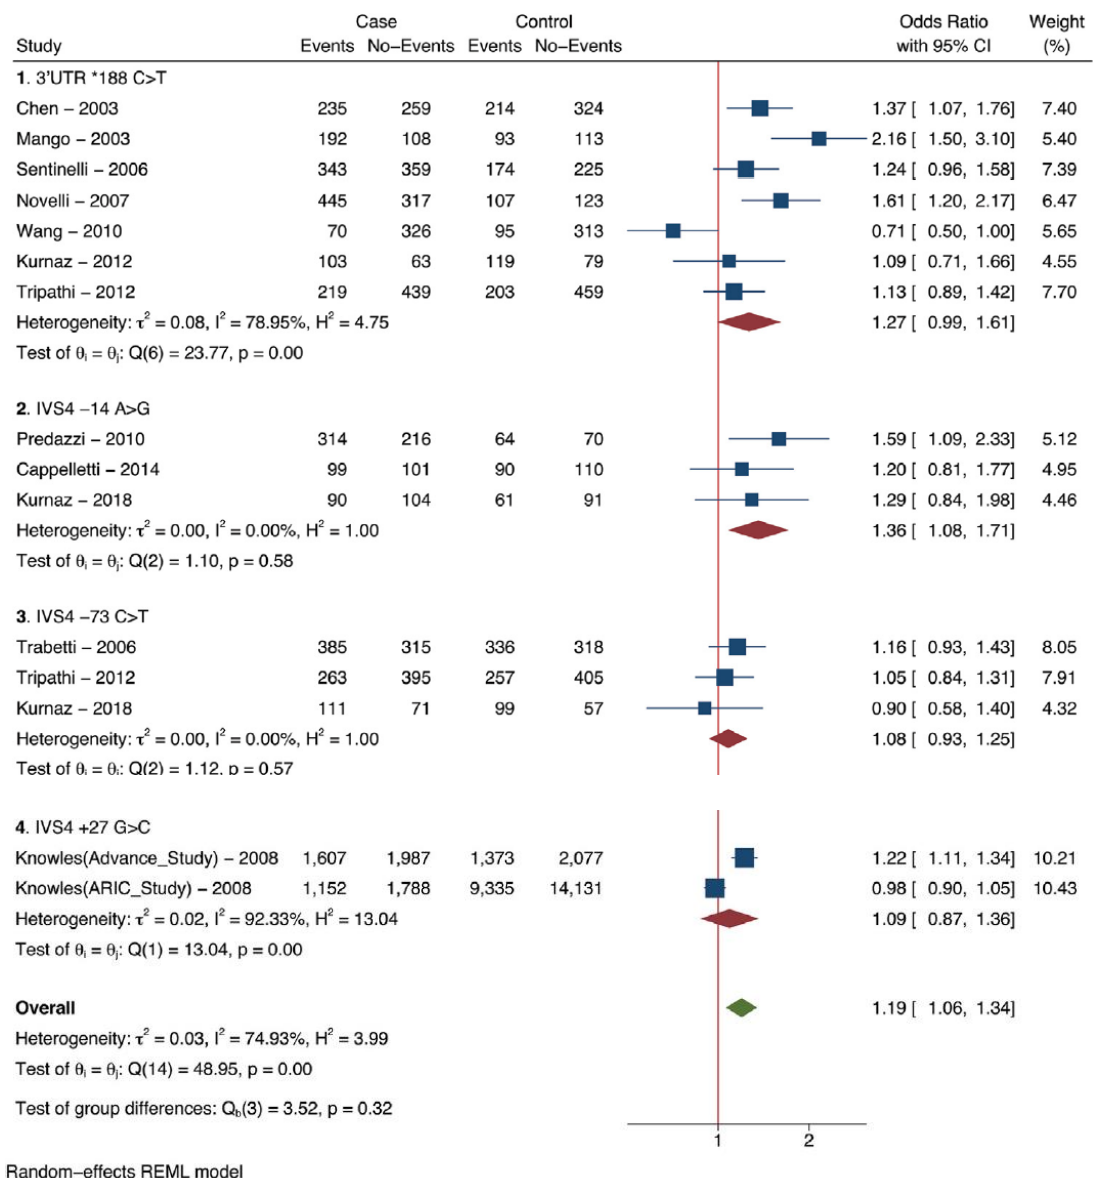 Case Control Odds Ratio Weight
Study Events No−Events Events No−Events with 95% CI (%)
1. 3'UTR *188 C>T
Chen − 2003 235 259 214 324 1.37 [ 1.07, 1.76] 7.40
Mango − 2003 192 108 93 113 2.16 [ 1.50, 3.10] 5.40
Sentinelli − 2006 343 359 174 225 1.24 [ 0.96, 1.58] 7.39
Novelli − 2007 445 317 107 123 1.61 [ 1.20, 2.17] 6.47
Wang − 2010 70 326 95 313 0.71 [ 0.50, 1.00] 5.65
Kurnaz − 2012 103 63 119 79 1.09 [ 0.71, 1.66] 4.55
Tripathi − 2012 219 439 203 459 1.13 [ 0.89, 1.42] 7.70
Heterogeneity: τ² = 0.08, I² = 78.95%, H² = 4.75 1.27 [ 0.99, 1.61]
Test of θᵢ = θⱼ: Q(6) = 23.77, p = 0.00
2. IVS4 −14 A>G
Predazzi − 2010 314 216 64 70 1.59 [ 1.09, 2.33] 5.12
Cappelletti − 2014 99 101 90 110 1.20 [ 0.81, 1.77] 4.95
Kurnaz − 2018 90 104 61 91 1.29 [ 0.84, 1.98] 4.46
Heterogeneity: τ² = 0.00, I² = 0.00%, H² = 1.00 1.36 [ 1.08, 1.71]
Test of θᵢ = θⱼ: Q(2) = 1.10, p = 0.58
3. IVS4 −73 C>T
Trabetti − 2006 385 315 336 318 1.16 [ 0.93, 1.43] 8.05
Tripathi − 2012 263 395 257 405 1.05 [ 0.84, 1.31] 7.91
Kurnaz − 2018 111 71 99 57 0.90 [ 0.58, 1.40] 4.32
Heterogeneity: τ² = 0.00, I² = 0.00%, H² = 1.00 1.08 [ 0.93, 1.25]
Test of θᵢ = θⱼ: Q(2) = 1.12, p = 0.57
4. IVS4 +27 G>C
Knowles(Advance_Study) − 2008 1,607 1,987 1,373 2,077 1.22 [ 1.11, 1.34] 10.21
Knowles(ARIC_Study) − 2008 1,152 1,788 9,335 14,131 0.98 [ 0.90, 1.05] 10.43
Heterogeneity: τ² = 0.02, I² = 92.33%, H² = 13.04 1.09 [ 0.87, 1.36]
Test of θᵢ = θⱼ: Q(1) = 13.04, p = 0.00
Overall 1.19 [ 1.06, 1.34]
Heterogeneity: τ² = 0.03, I² = 74.93%, H² = 3.99
Test of θᵢ = θⱼ: Q(14) = 48.95, p = 0.00
Test of group differences: Q_b(3) = 3.52, p = 0.32
1 2
Random−effects REML model